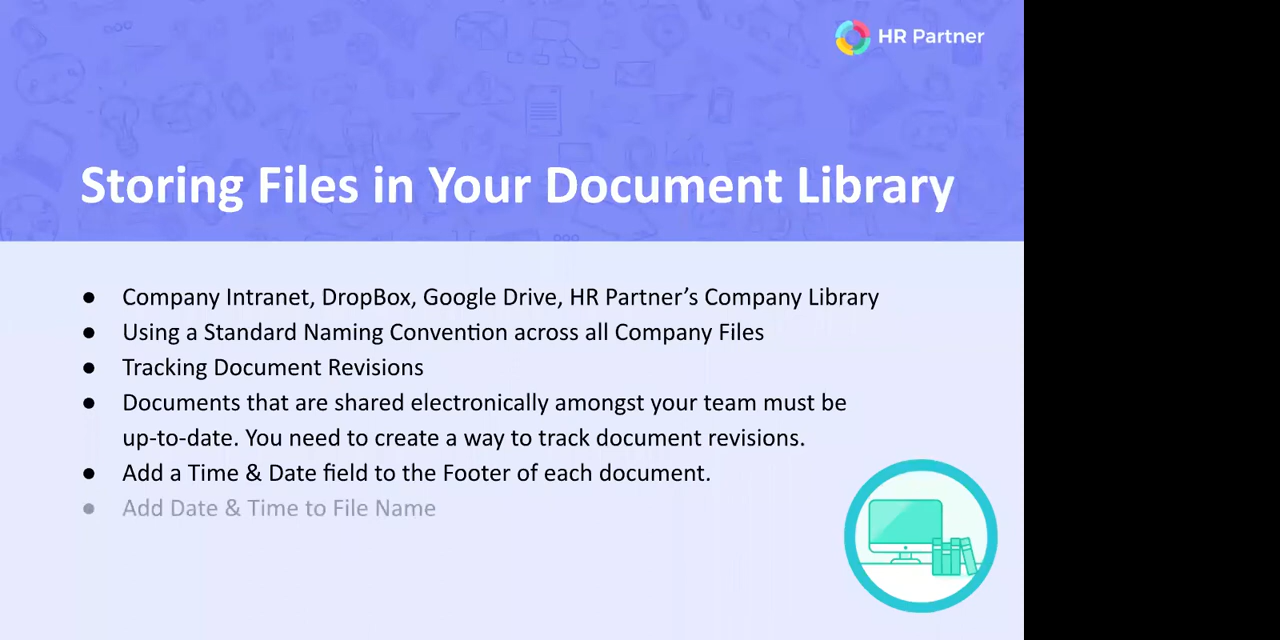 HR Partner
Storing Files in Your Document Library
● Company Intranet, DropBox, Google Drive, HR Partner’s Company Library
● Using a Standard Naming Convention across all Company Files
● Tracking Document Revisions
● Documents that are shared electronically amongst your team must be
up-to-date. You need to create a way to track document revisions.
● Add a Time & Date field to the Footer of each document.
● Add Date & Time to File Name